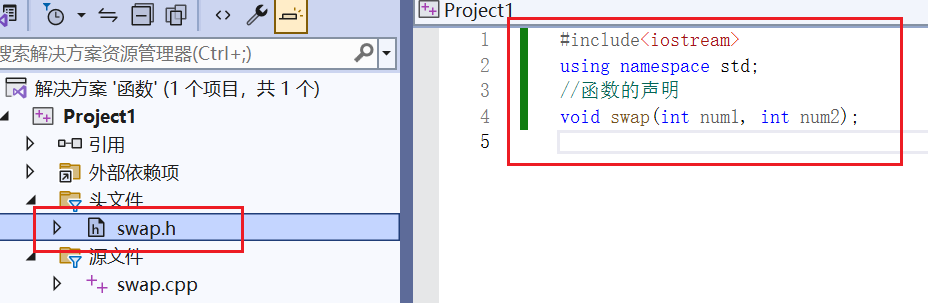 搜索解决方案资源管理器(Ctrl+;)
解决方案 '函数' (1 个项目，共 1 个)
Project1
引用
外部依赖项
头文件
swap.h
源文件
swap.cpp
Project1
1 #include<iostream>
2 using namespace std;
3 //函数的声明
4 void swap(int num1, int num2);
5